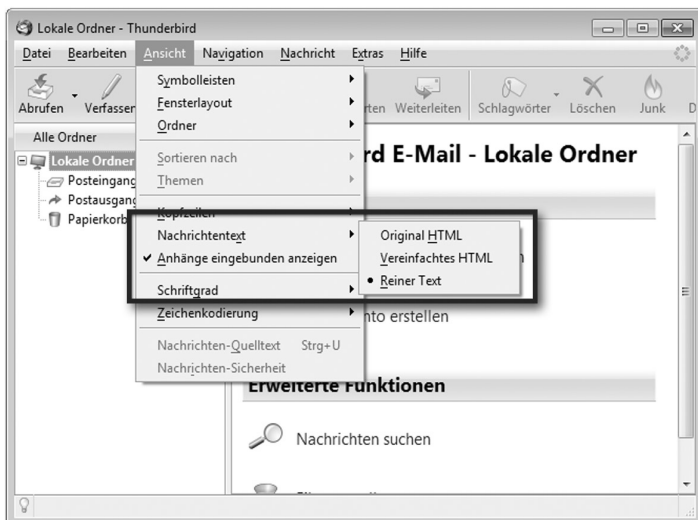 Lokale Ordner - Thunderbird
Datei Bearbeiten Ansicht Navigation Nachricht Extras Hilfe
Abrufen Verfassen Weiterleiten Schlagwörter Löschen Junk D
Alle Ordner
Lokale Ordner
Posteingang
Postausgang
Papierkorb
Symbolleisten
Fensterlayout
Ordner
Sortieren nach
Themen
Kopfzeilen
Nachrichtentext
Anhänge eingebunden anzeigen
Schriftgrad
Zeichenkodierung
Nachrichten-Quelltext Strg+U
Nachrichten-Sicherheit
Original HTML
Vereinfachtes HTML
Reiner Text
rd E-Mail - Lokale Ordner
nto erstellen
Erweiterte Funktionen
Nachrichten suchen